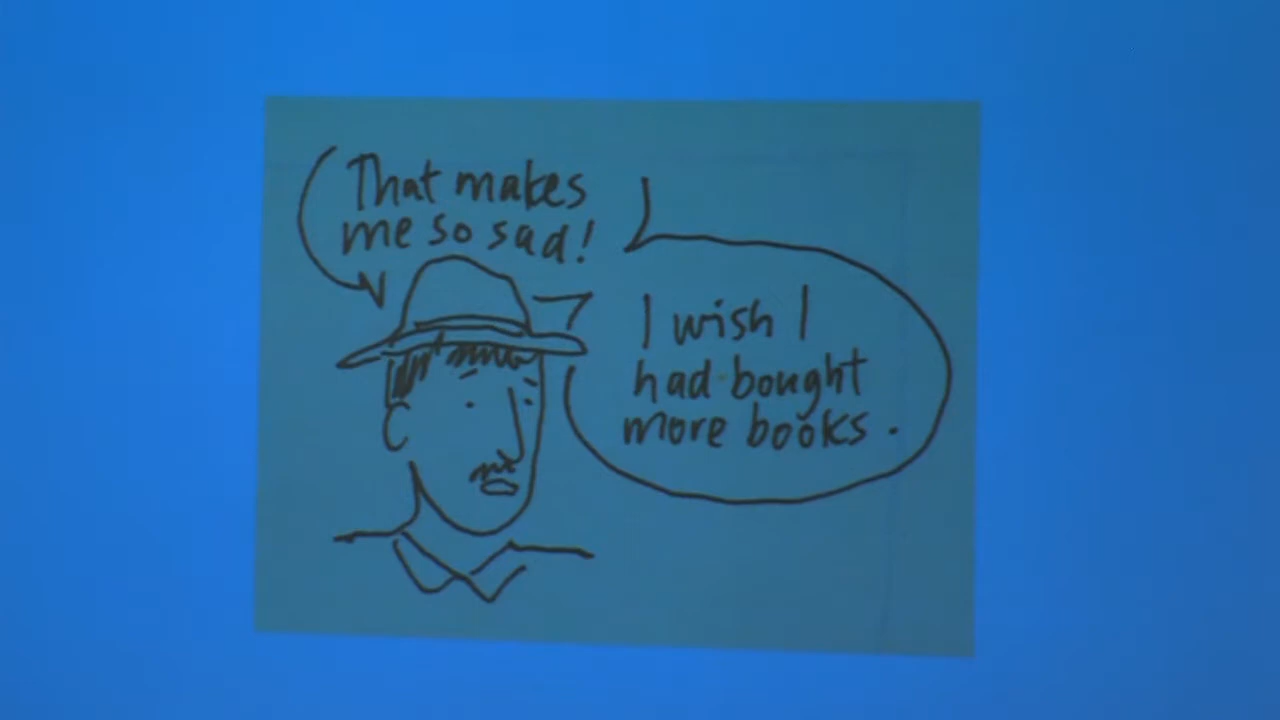 That makes
me so sad!
I wish I
had bought
more books.